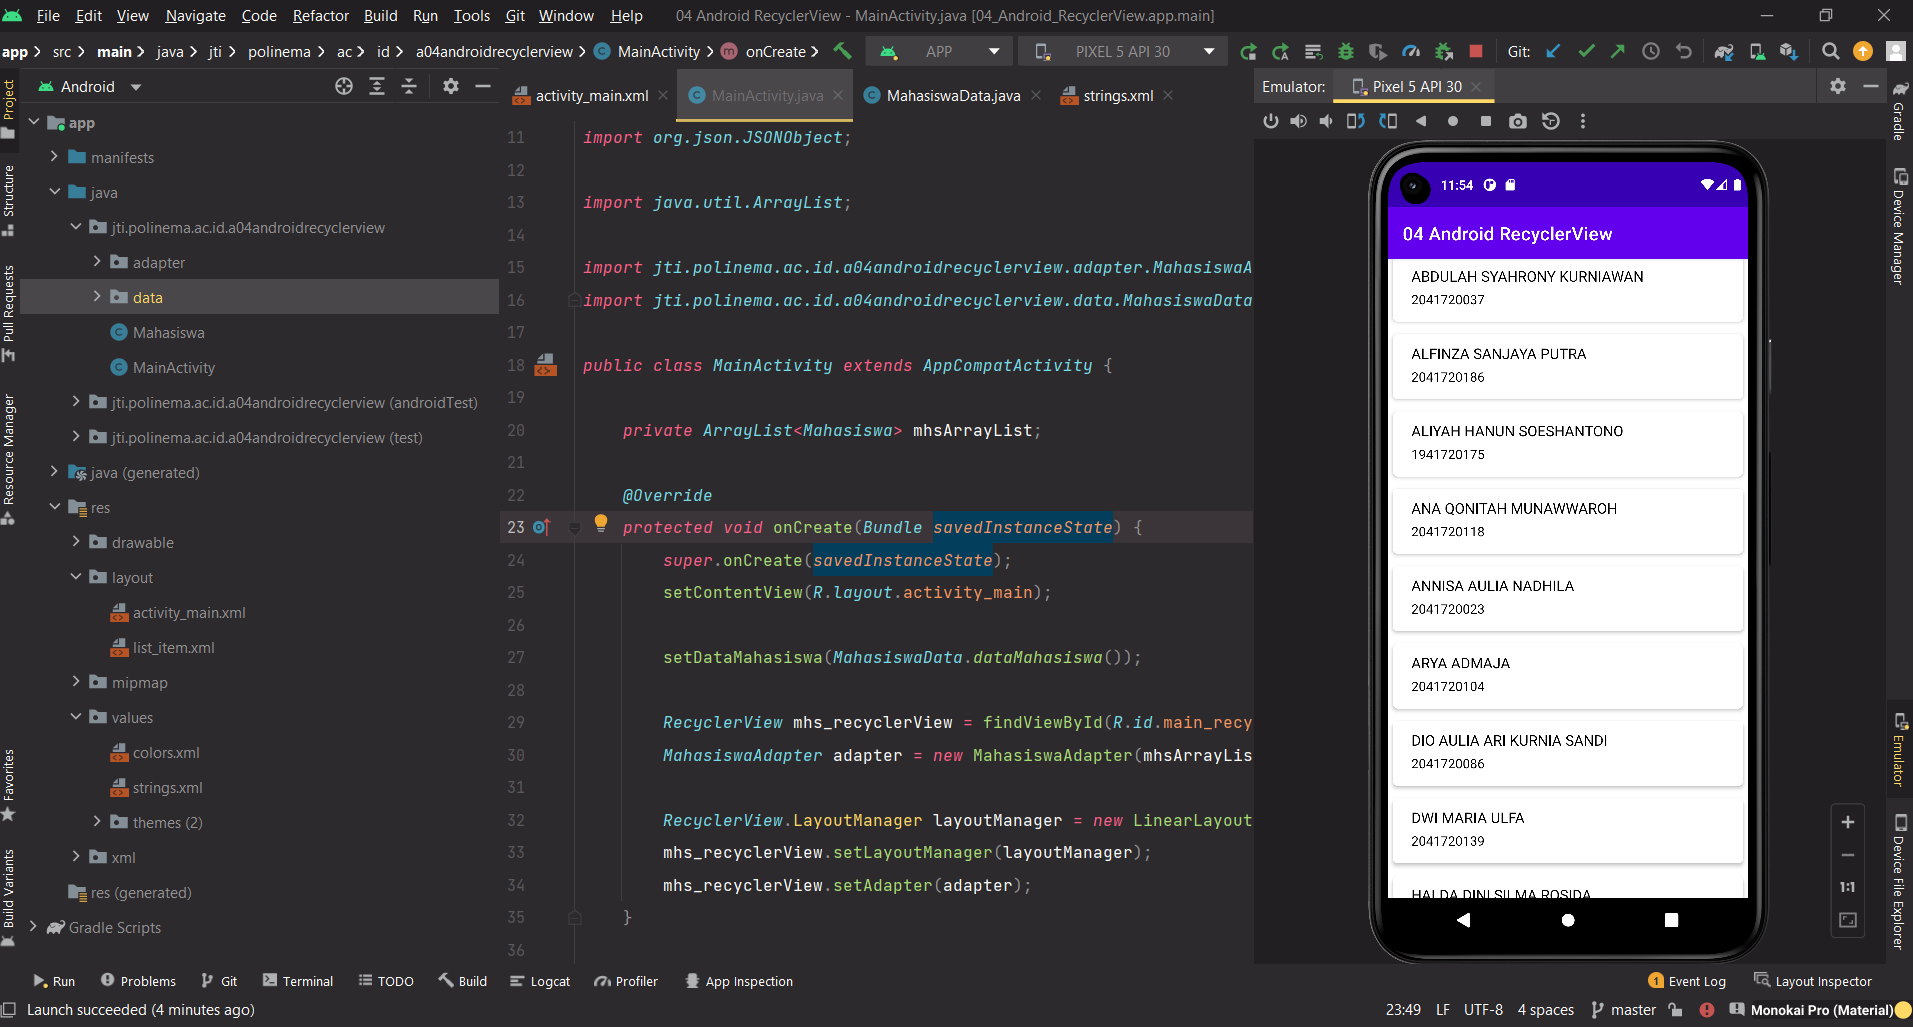 File Edit View Navigate Code Refactor Build Run Tools Git Window Help 04 Android RecyclerView - MainActivity.java [04_Android_RecyclerView.app.main]
app src main java jti polinema ac id a04androidrecyclerview MainActivity onCreate APP PIXEL 5 API 30 Git:
Android
activity_main.xml MainActivity.java MahasiswaData.java strings.xml
Emulator: Pixel 5 API 30
Project
Structure
Pull Requests
Resource Manager
Favorites
Build Variants
app
manifests
java
jti.polinema.ac.id.a04androidrecyclerview
adapter
data
Mahasiswa
MainActivity
jti.polinema.ac.id.a04androidrecyclerview (androidTest)
jti.polinema.ac.id.a04androidrecyclerview (test)
java (generated)
res
drawable
layout
activity_main.xml
list_item.xml
mipmap
values
colors.xml
strings.xml
themes (2)
xml
res (generated)
Gradle Scripts
11 import org.json.JSONObject;
12
13 import java.util.ArrayList;
14
15 import jti.polinema.ac.id.a04androidrecyclerview.adapter.MahasiswaA
16 import jti.polinema.ac.id.a04androidrecyclerview.data.MahasiswaData
17
18 public class MainActivity extends AppCompatActivity {
19
20 private ArrayList<Mahasiswa> mhsArrayList;
21
22 @Override
23 protected void onCreate(Bundle savedInstanceState) {
24 super.onCreate(savedInstanceState);
25 setContentView(R.layout.activity_main);
26
27 setDataMahasiswa(MahasiswaData.dataMahasiswa());
28
29 RecyclerView mhs_recyclerView = findViewById(R.id.main_recy
30 MahasiswaAdapter adapter = new MahasiswaAdapter(mhsArrayLis
31
32 RecyclerView.LayoutManager layoutManager = new LinearLayout
33 mhs_recyclerView.setLayoutManager(layoutManager);
34 mhs_recyclerView.setAdapter(adapter);
35 }
36
11:54
04 Android RecyclerView
ABDULAH SYAHRONY KURNIAWAN
2041720037
ALFINZA SANJAYA PUTRA
2041720186
ALIYAH HANUN SOESHANTONO
1941720175
ANA QONITAH MUNAWWAROH
2041720118
ANNISA AULIA NADHILA
2041720023
ARYA ADMAJA
2041720104
DIO AULIA ARI KURNIA SANDI
2041720086
DWI MARIA ULFA
2041720139
HALDA DINI SILMA ROSIDA
1:1
Gradle
Device Manager
Emulator
Device File Explorer
Run Problems Git Terminal TODO Build Logcat Profiler App Inspection 1 Event Log Layout Inspector
Launch succeeded (4 minutes ago) 23:49 LF UTF-8 4 spaces master Monokai Pro (Material)